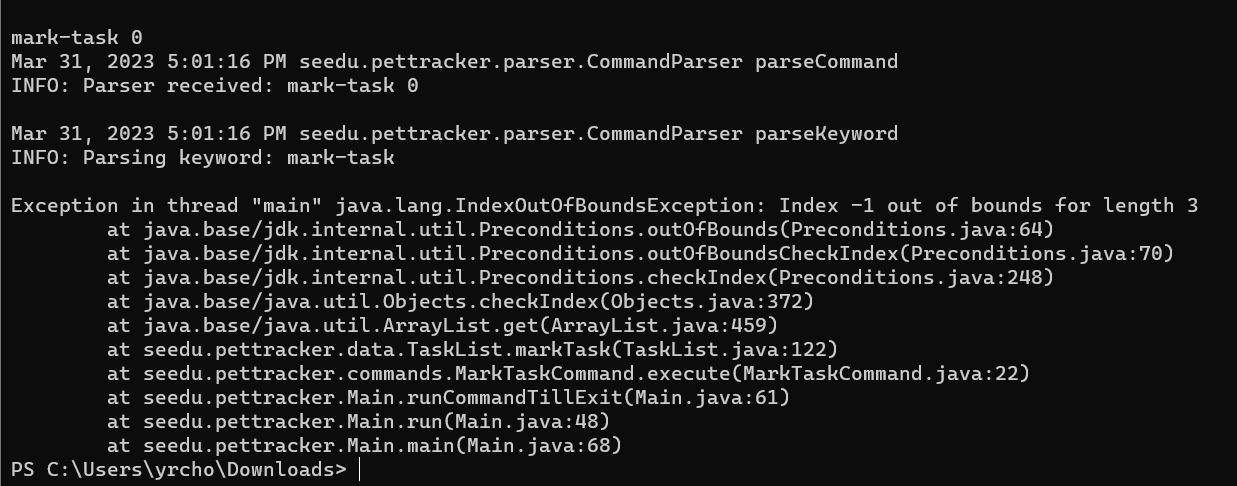 mark-task 0
Mar 31, 2023 5:01:16 PM seedu.pettracker.parser.CommandParser parseCommand
INFO: Parser received: mark-task 0
Mar 31, 2023 5:01:16 PM seedu.pettracker.parser.CommandParser parseKeyword
INFO: Parsing keyword: mark-task
Exception in thread "main" java.lang.IndexOutOfBoundsException: Index -1 out of bounds for length 3
        at java.base/jdk.internal.util.Preconditions.outOfBounds(Preconditions.java:64)
        at java.base/jdk.internal.util.Preconditions.outOfBoundsCheckIndex(Preconditions.java:70)
        at java.base/jdk.internal.util.Preconditions.checkIndex(Preconditions.java:248)
        at java.base/java.util.Objects.checkIndex(Objects.java:372)
        at java.base/java.util.ArrayList.get(ArrayList.java:459)
        at seedu.pettracker.data.TaskList.markTask(TaskList.java:122)
        at seedu.pettracker.commands.MarkTaskCommand.execute(MarkTaskCommand.java:22)
        at seedu.pettracker.Main.runCommandTillExit(Main.java:61)
        at seedu.pettracker.Main.run(Main.java:48)
        at seedu.pettracker.Main.main(Main.java:68)
PS C:\Users\yrcho\Downloads>